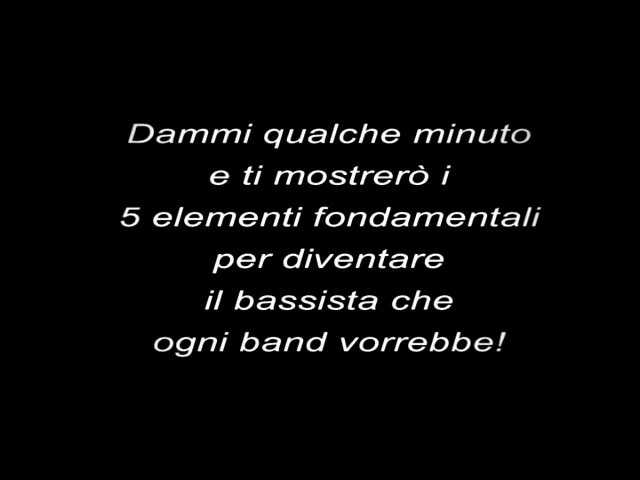 Dammi qualche minuto
e ti mostrerò i
5 elementi fondamentali
per diventare
il bassista che
ogni band vorrebbe!